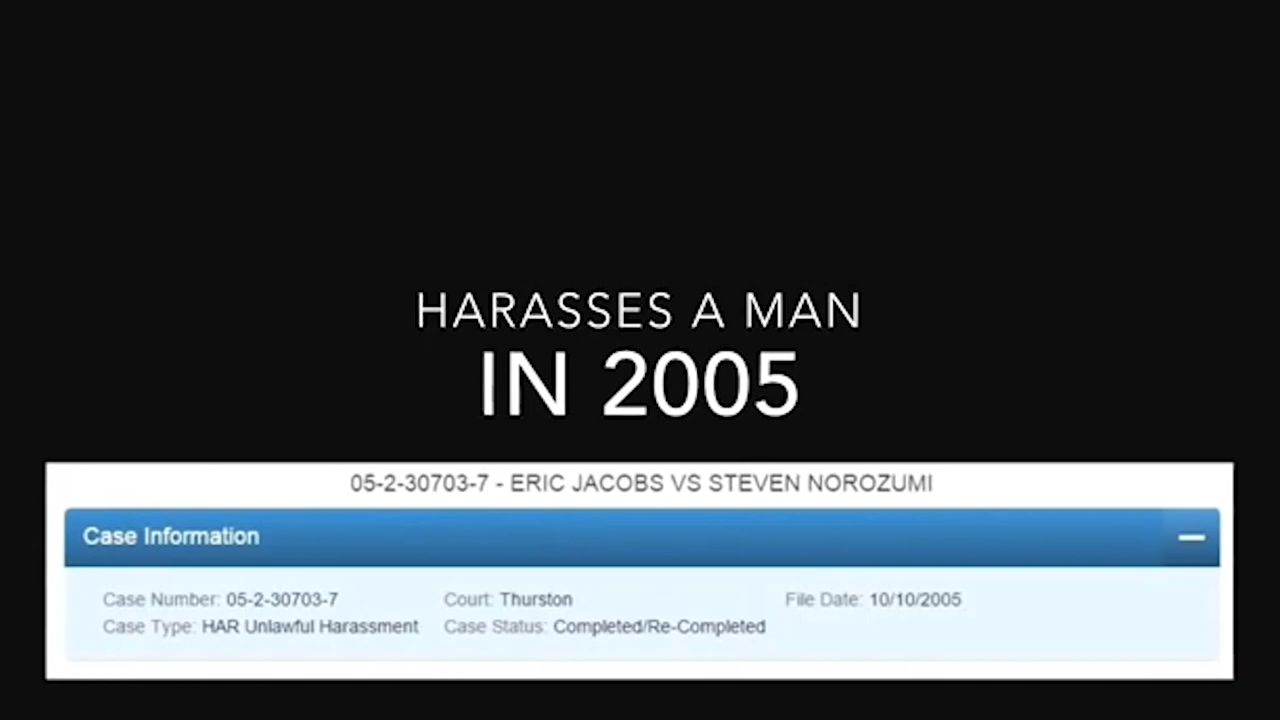 HARASSES A MAN
IN 2005
05-2-30703-7 - ERIC JACOBS VS STEVEN NOROZUMI
Case Information
Case Number: 05-2-30703-7 Court: Thurston File Date: 10/10/2005
Case Type: HAR Unlawful Harassment Case Status: Completed/Re-Completed